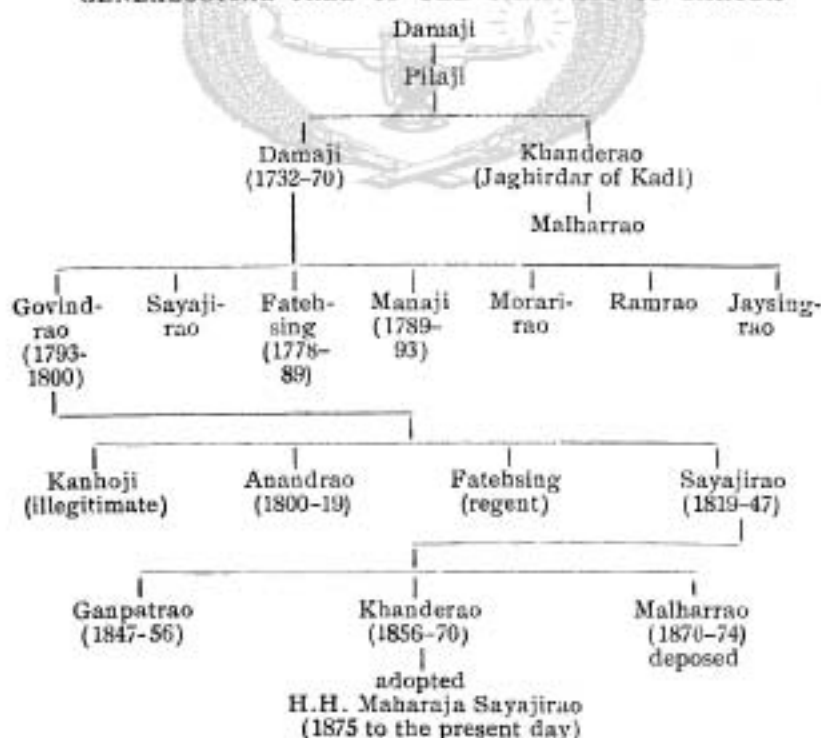 Damaji
Pilaji
Damaji Khanderao
(1732–70) (Jaghirdar of Kadi)
Malharrao
Govind- Sayaji- Fateh- Manaji Morari- Ramrao Jaysing-
rao rao sing (1789– rao rao
(1793- (1778– 93)
1800) 89)
Kanhoji Anandrao Fatehsing Sayajirao
(illegitimate) (1800–19) (regent) (1819–47)
Ganpatrao Khanderao Malharrao
(1847-56) (1856-70) (1870-74)
adopted deposed
H.H. Maharaja Sayajirao
(1875 to the present day)